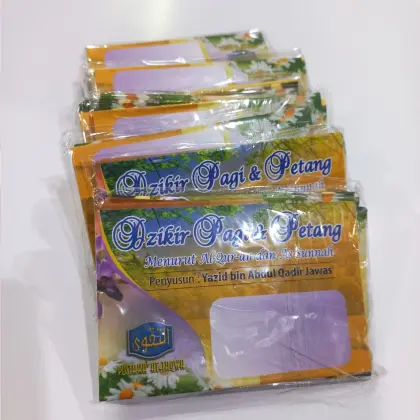 Dzikir Pagi & Petang
Dzikir Pagi & Petang
Menurut Al-Qur'an dan As-Sunnah
Penyusun : Yazid bin Abdul Qadir Jawas
التقوى